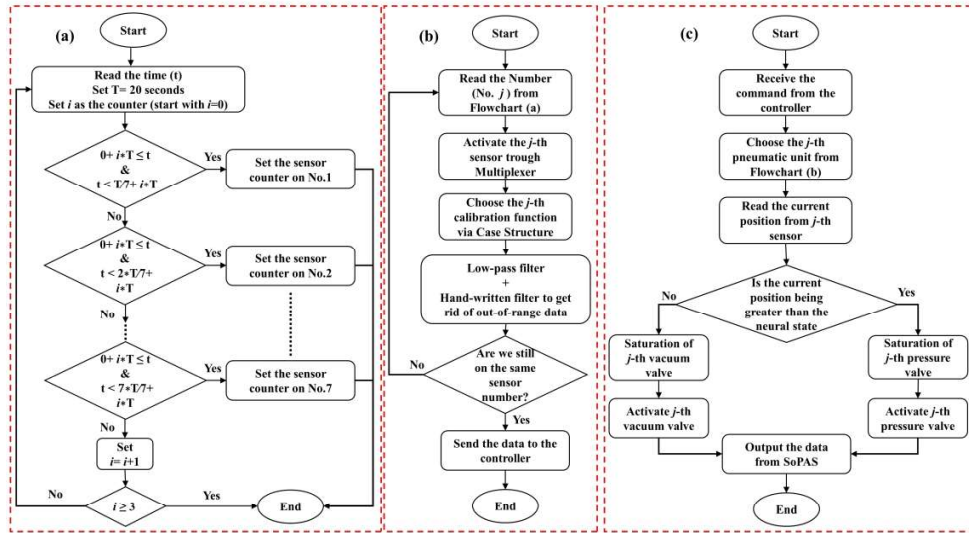 (a)
Start
Read the time (t)
Set T= 20 seconds
Set i as the counter (start with i=0)
0+ i*T ≤ t
&
t < T/7+ i*T
Yes
Set the sensor
counter on No.1
No
0+ i*T ≤ t
&
t < 2*T/7+
i*T
Yes
Set the sensor
counter on No.2
No
0+ i*T ≤ t
&
t < 7*T/7+
i*T
Yes
Set the sensor
counter on No.7
No
Set
i= i+1
No
i ≥ 3
Yes
End
(b)
Start
Read the Number
(No. j ) from
Flowchart (a)
Activate the j-th
sensor trough
Multiplexer
Choose the j-th
calibration function
via Case Structure
Low-pass filter
+
Hand-written filter to get
rid of out-of-range data
No
Are we still
on the same
sensor
number?
Yes
Send the data to the
controller
End
(c)
Start
Receive the
command from the
controller
Choose the j-th
pneumatic unit from
Flowchart (b)
Read the current
position from j-th
sensor
No
Is the current
position being
greater than the
neural state
Yes
Saturation of
j-th vacuum
valve
Saturation of
j-th pressure
valve
Activate j-th
vacuum valve
Activate j-th
pressure valve
Output the data
from SoPAS
End